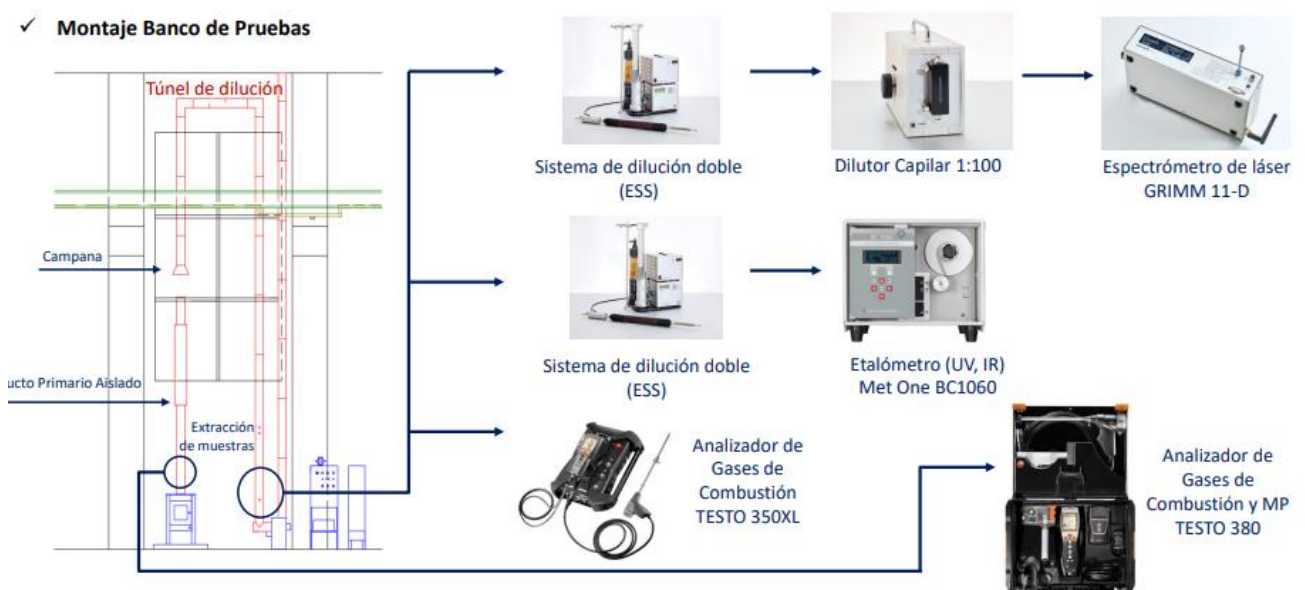 ✓ Montaje Banco de Pruebas
Túnel de dilución
Campana
ucto Primario Aislado
Extracción
de muestras
Sistema de dilución doble
(ESS)
Dilutor Capilar 1:100
Espectrómetro de láser
GRIMM 11-D
Sistema de dilución doble
(ESS)
Etalómetro (UV, IR)
Met One BC1060
Analizador de
Gases de
Combustión
TESTO 350XL
Analizador de
Gases de
Combustión y MP
TESTO 380